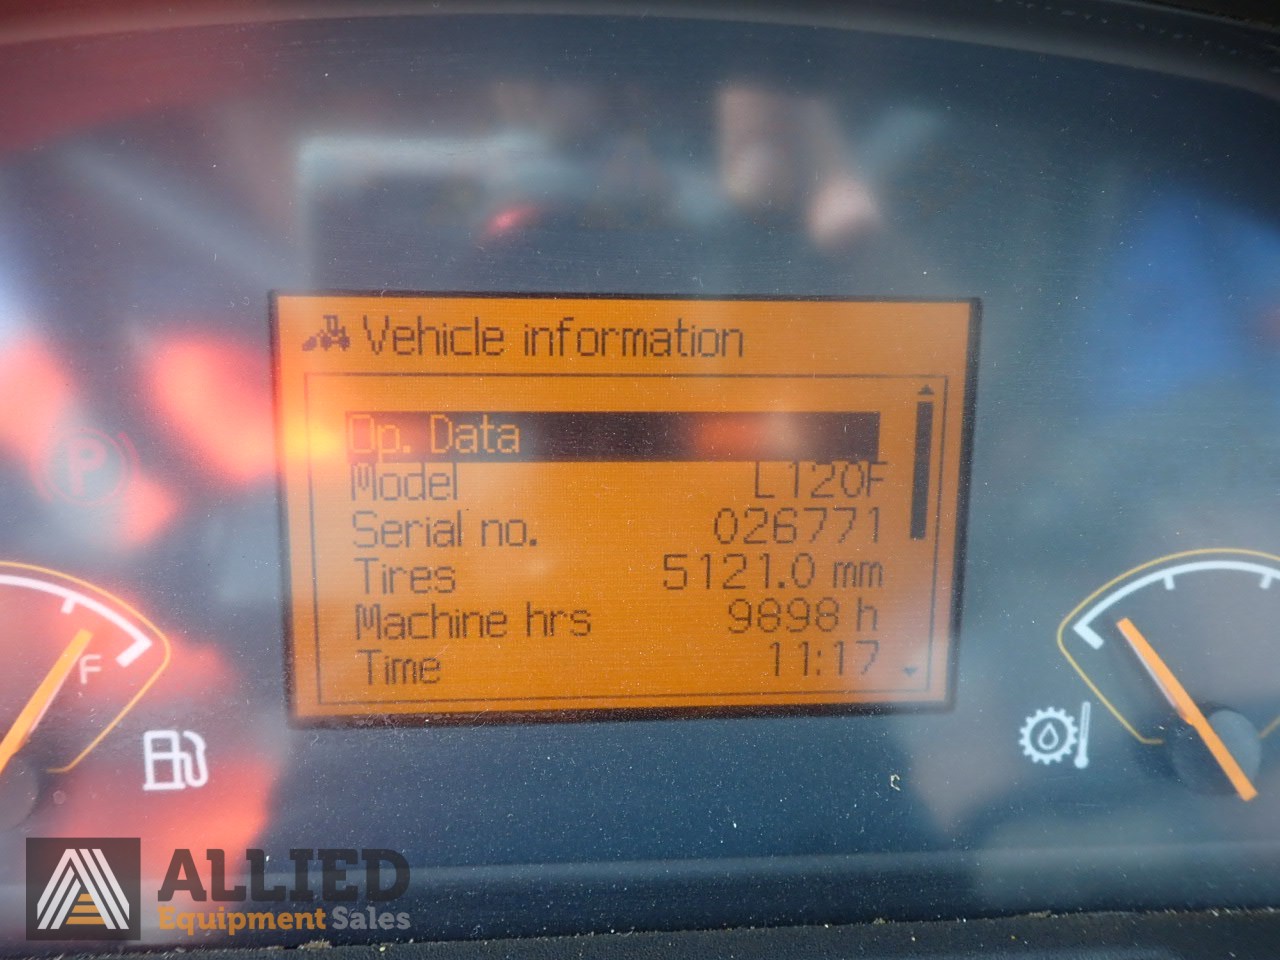 Vehicle information
Op. Data
Model L120F
Serial no. 026771
Tires 5121.0 mm
Machine hrs 9898 h
Time 11:17
P
F
ALLIED
Equipment Sales